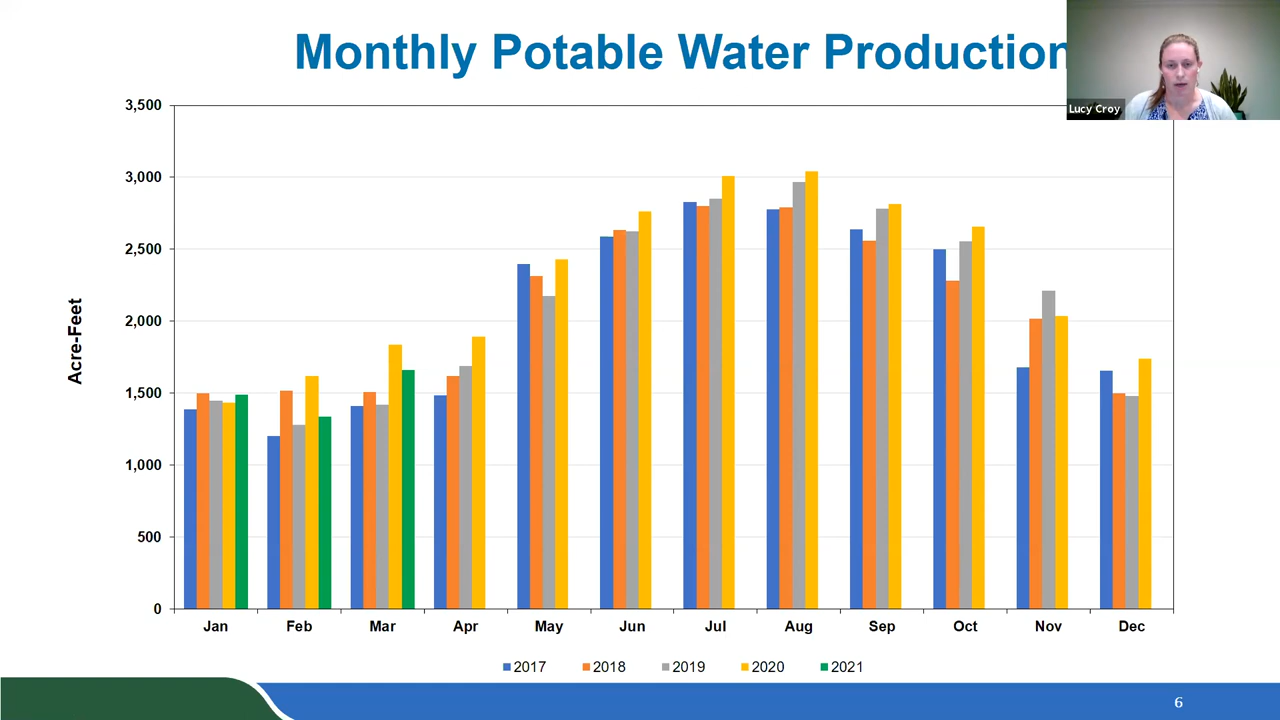 Monthly Potable Water Production
Lucy Croy
3,500
3,000
2,500
2,000
1,500
1,000
500
0
Acre-Feet
Jan Feb Mar Apr May Jun Jul Aug Sep Oct Nov Dec
2017 2018 2019 2020 2021
6